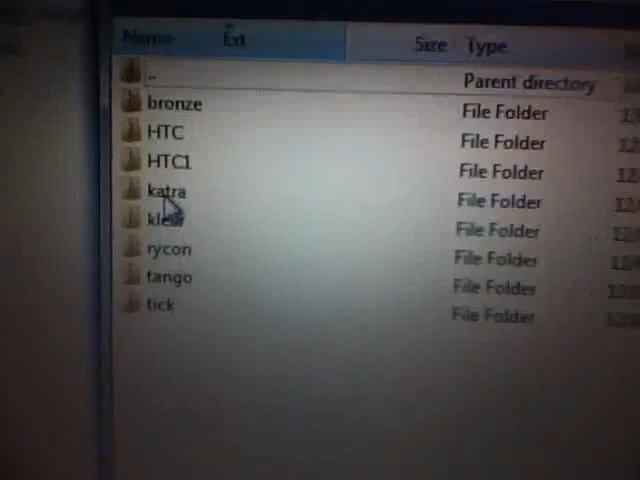 Name Ext Size Type
.. Parent directory
bronze File Folder
HTC File Folder
HTC1 File Folder
katra File Folder
File Folder
rycon File Folder
tango File Folder
tick File Folder